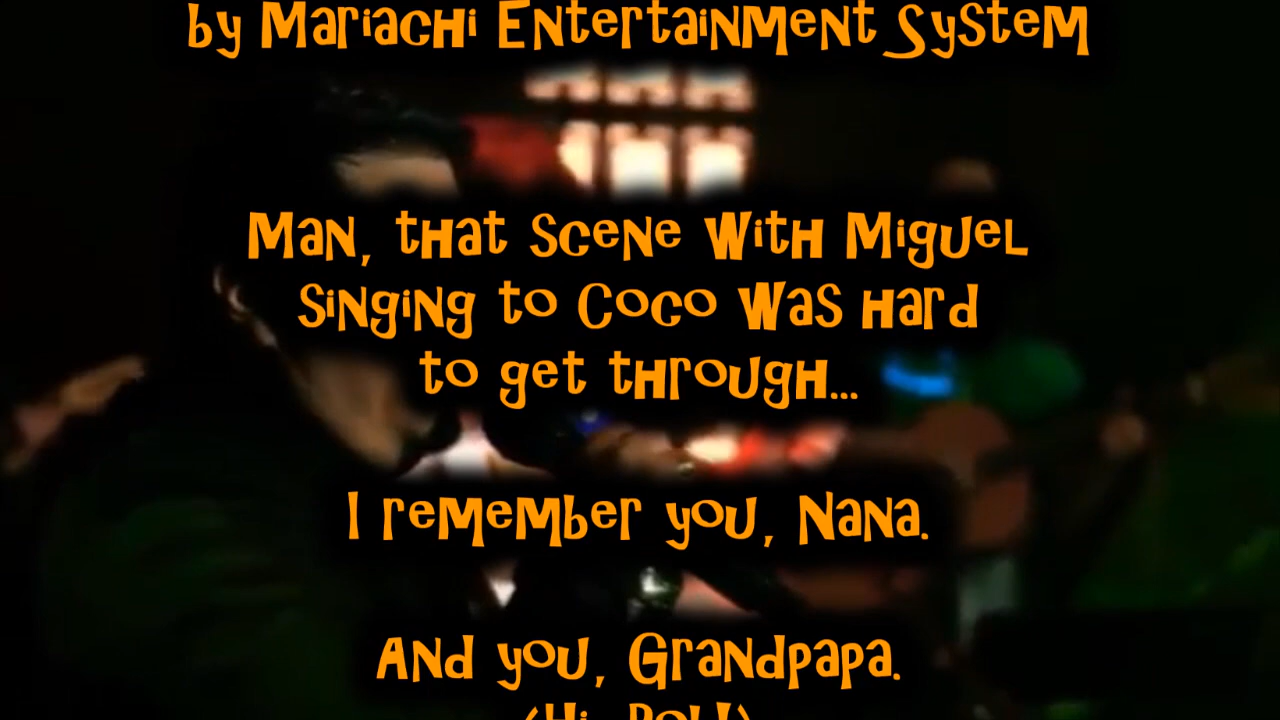 by Mariachi Entertainment System
Man, that scene with Miguel
singing to Coco was hard
to get through...
I remember you, Nana.
And you, Grandpapa.